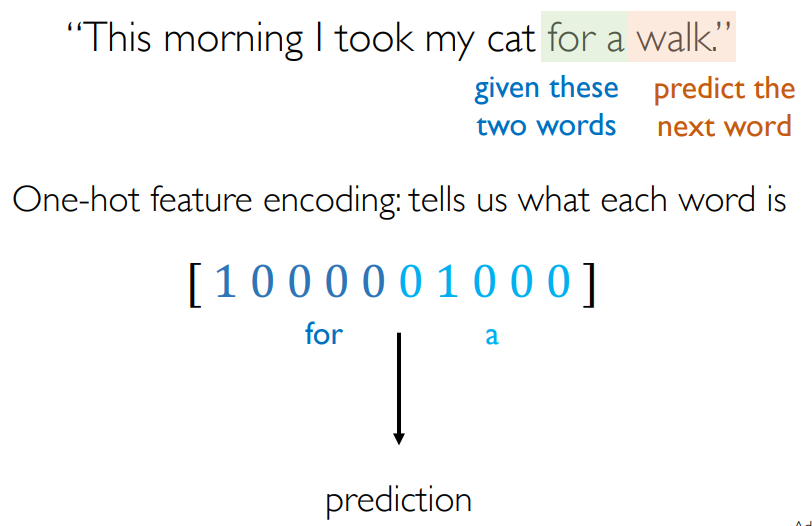 “This morning I took my cat for a walk.”
given these predict the
two words next word
One-hot feature encoding: tells us what each word is
[ 1 0 0 0 0 0 1 0 0 0 ]
for a
prediction